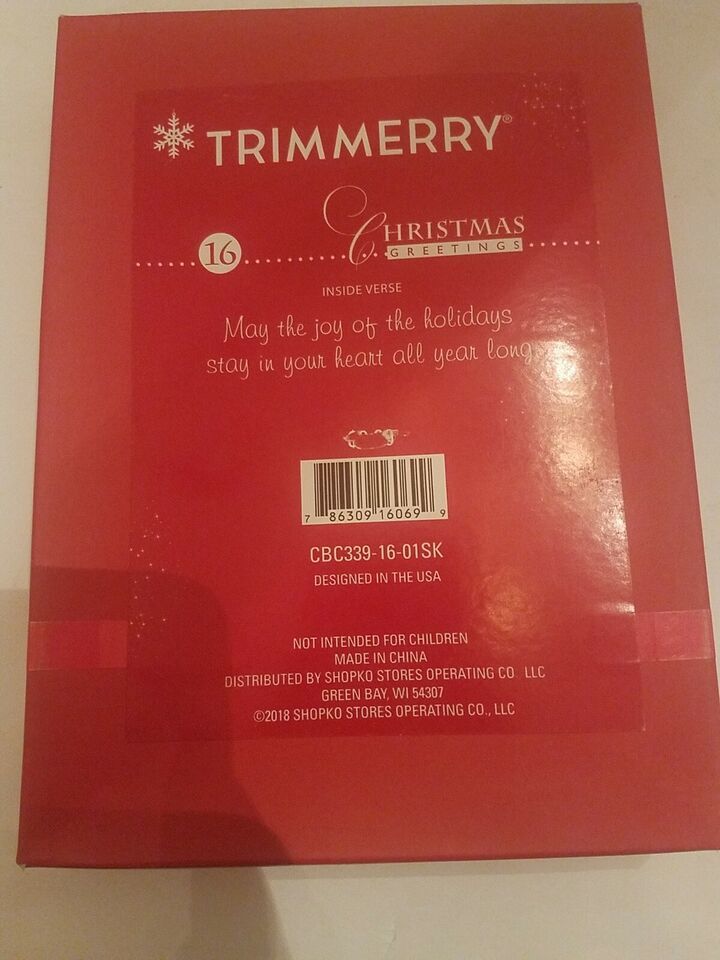 TRIMMERRY®
16
CHRISTMAS
GREETINGS
INSIDE VERSE
May the joy of the holidays
stay in your heart all year long
7 86309 16069 9
CBC339-16-01SK
DESIGNED IN THE USA
NOT INTENDED FOR CHILDREN
MADE IN CHINA
DISTRIBUTED BY SHOPKO STORES OPERATING CO. LLC
GREEN BAY, WI 54307
©2018 SHOPKO STORES OPERATING CO., LLC